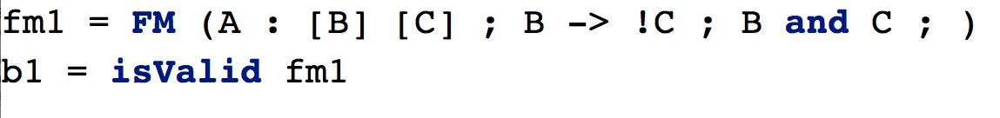 fm1 = FM (A : [B] [C] ; B -> !C ; B and C ; )
b1 = isValid fm1